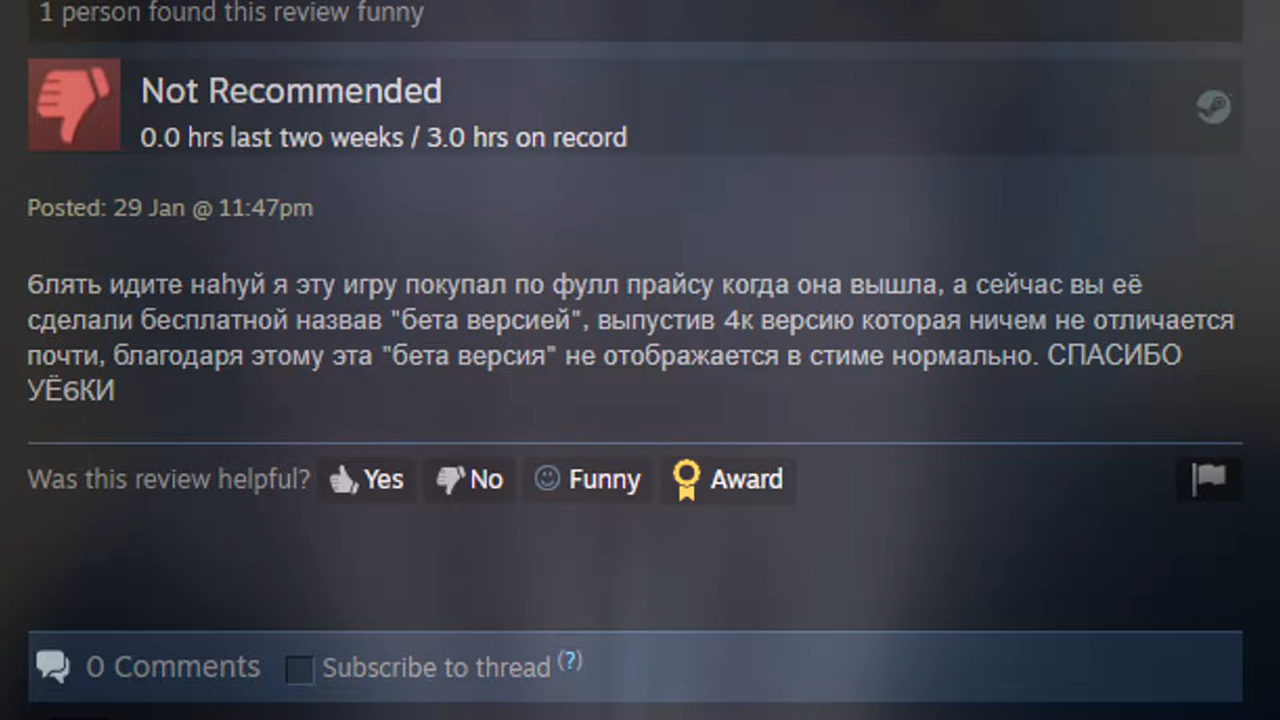 1 person found this review funny
Not Recommended
0.0 hrs last two weeks / 3.0 hrs on record
Posted: 29 Jan @ 11:47pm
6лять идите наhуй я эту игру покупал по фулл прайсу когда она вышла, а сейчас вы её
сделали бесплатной назвав "бета версией", выпустив 4к версию которая ничем не отличается
почти, благодаря этому эта "бета версия" не отображается в стиме нормально. СПАСИБО
УЁ6КИ
Was this review helpful? Yes No Funny Award
0 Comments Subscribe to thread (?)